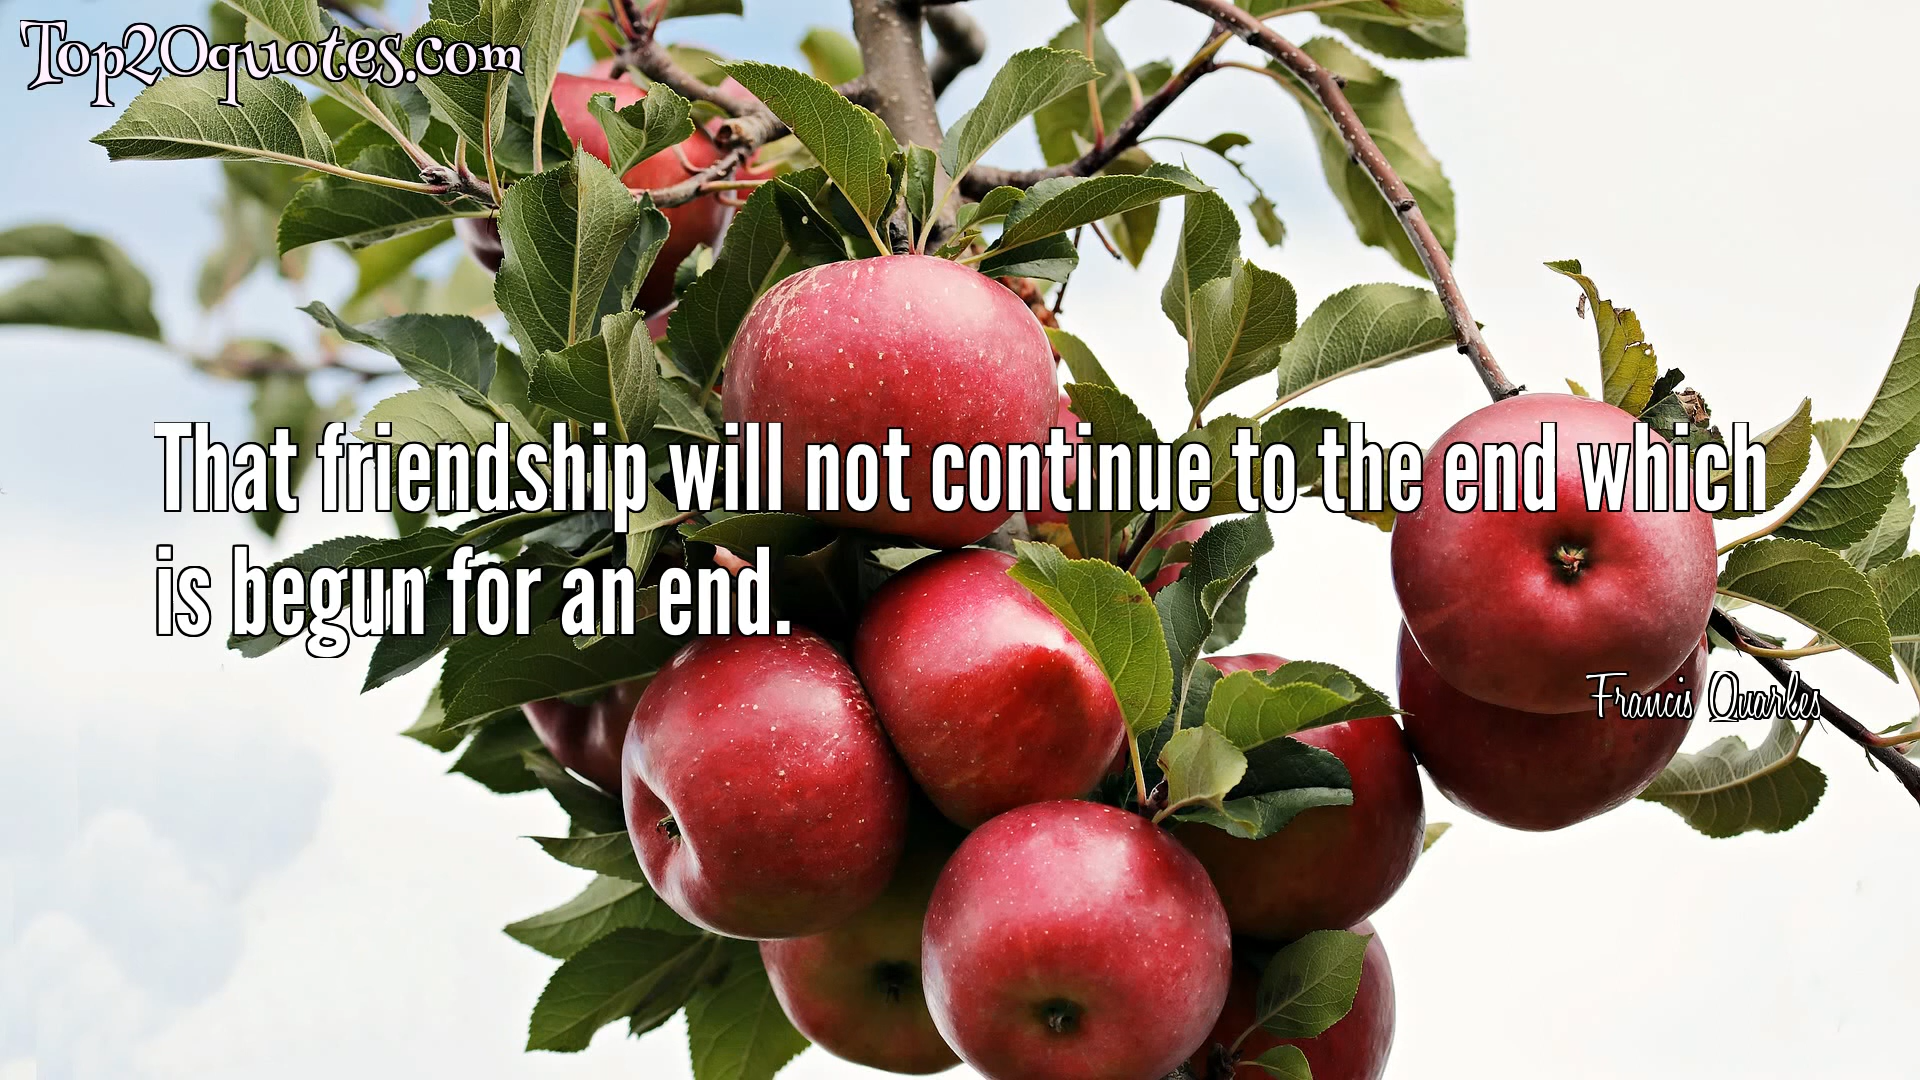 Top20quotes.com
That friendship will not continue to the end which
is begun for an end.
Francis Quarles